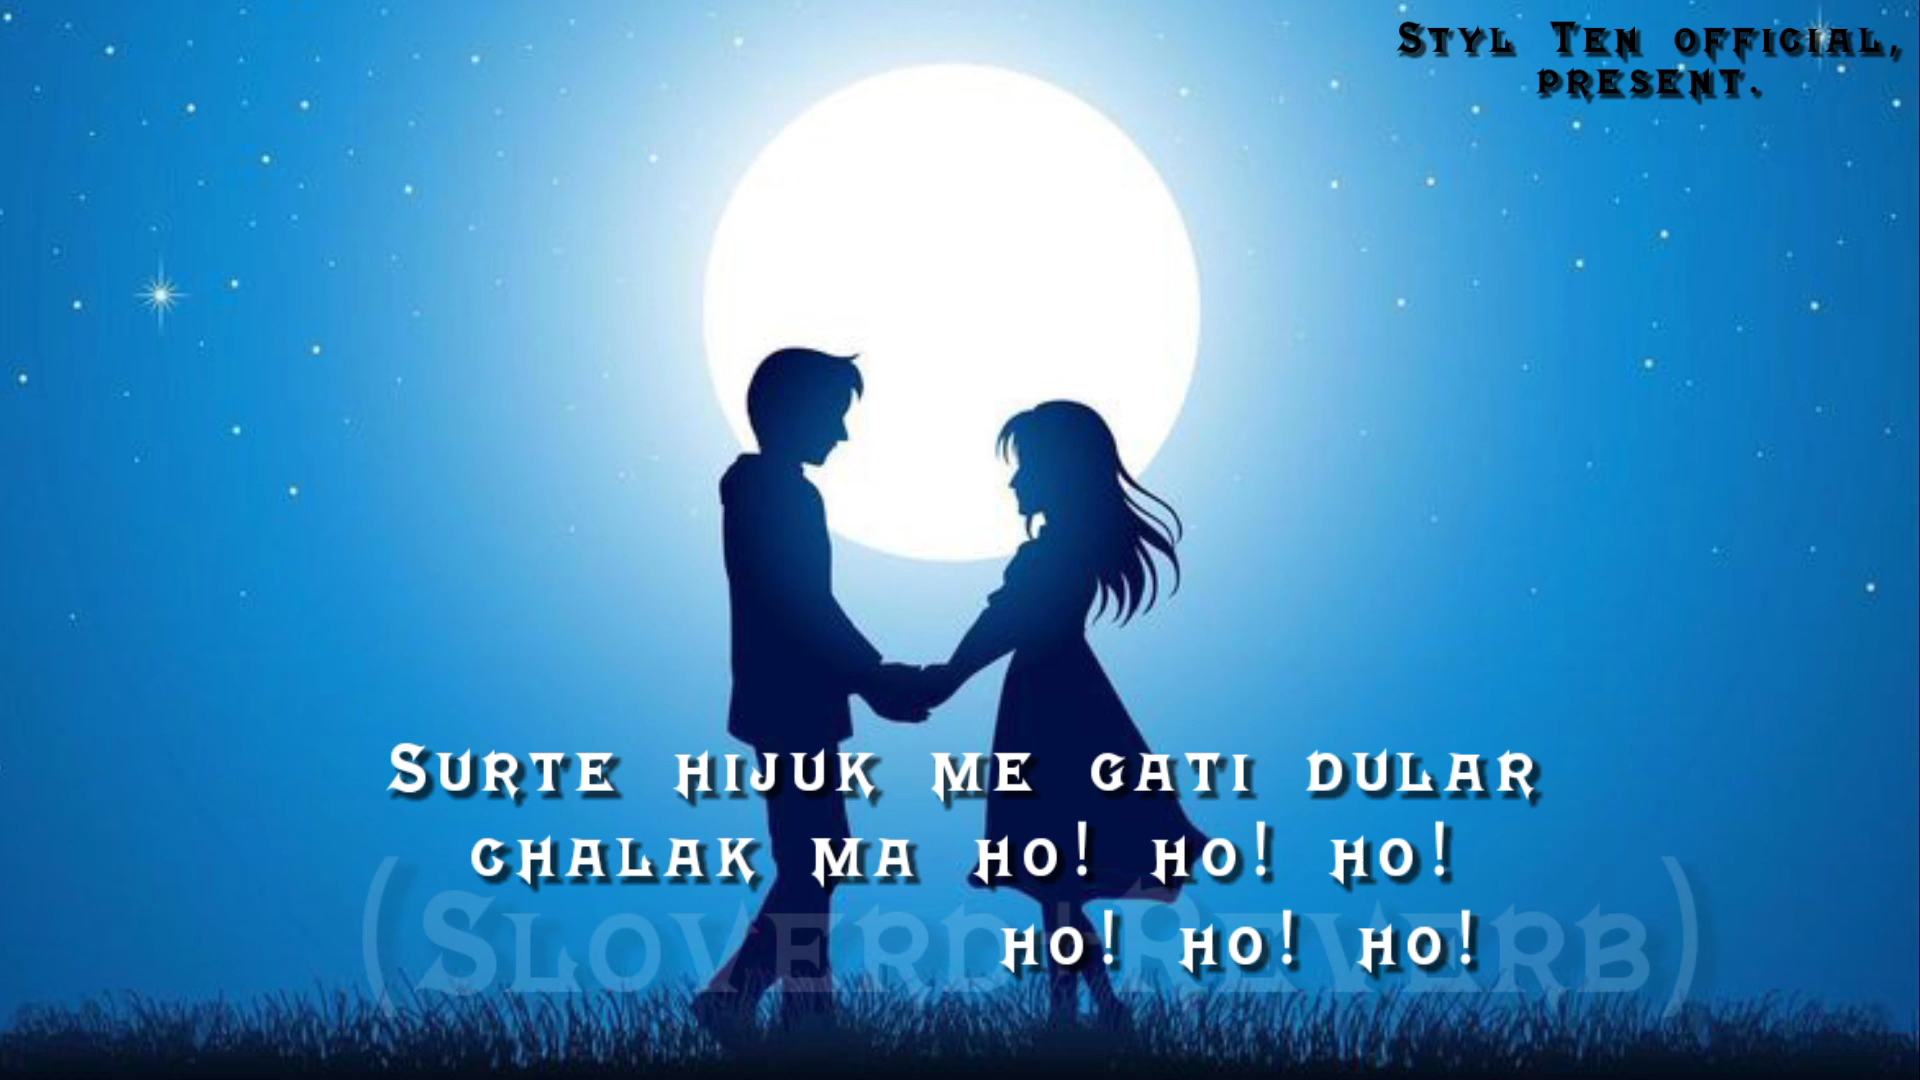 Styl Ten official,
present.
Surte hijuk me gati dular
chalak ma ho! ho! ho!
ho! ho! ho!
(Sloverd+Reverb)